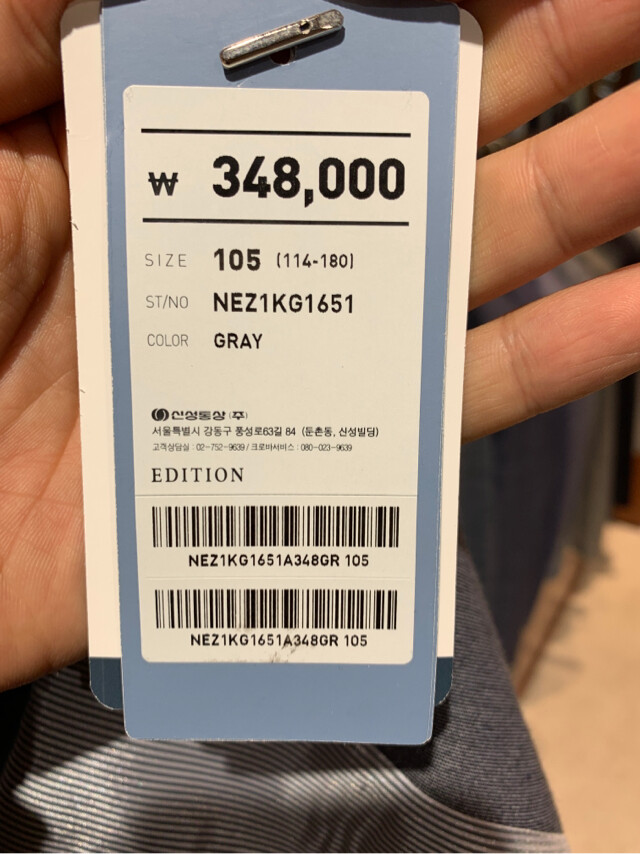 ₩ 348,000
SIZE 105 (114-180)
ST/NO NEZ1KG1651
COLOR GRAY
신성통상(주)
서울특별시 강동구 풍성로63길 84 (둔촌동, 신성빌딩)
고객상담실 : 02-752-9639 / 크로바서비스 : 080-023-9639
EDITION
NEZ1KG1651A348GR 105
NEZ1KG1651A348GR 105